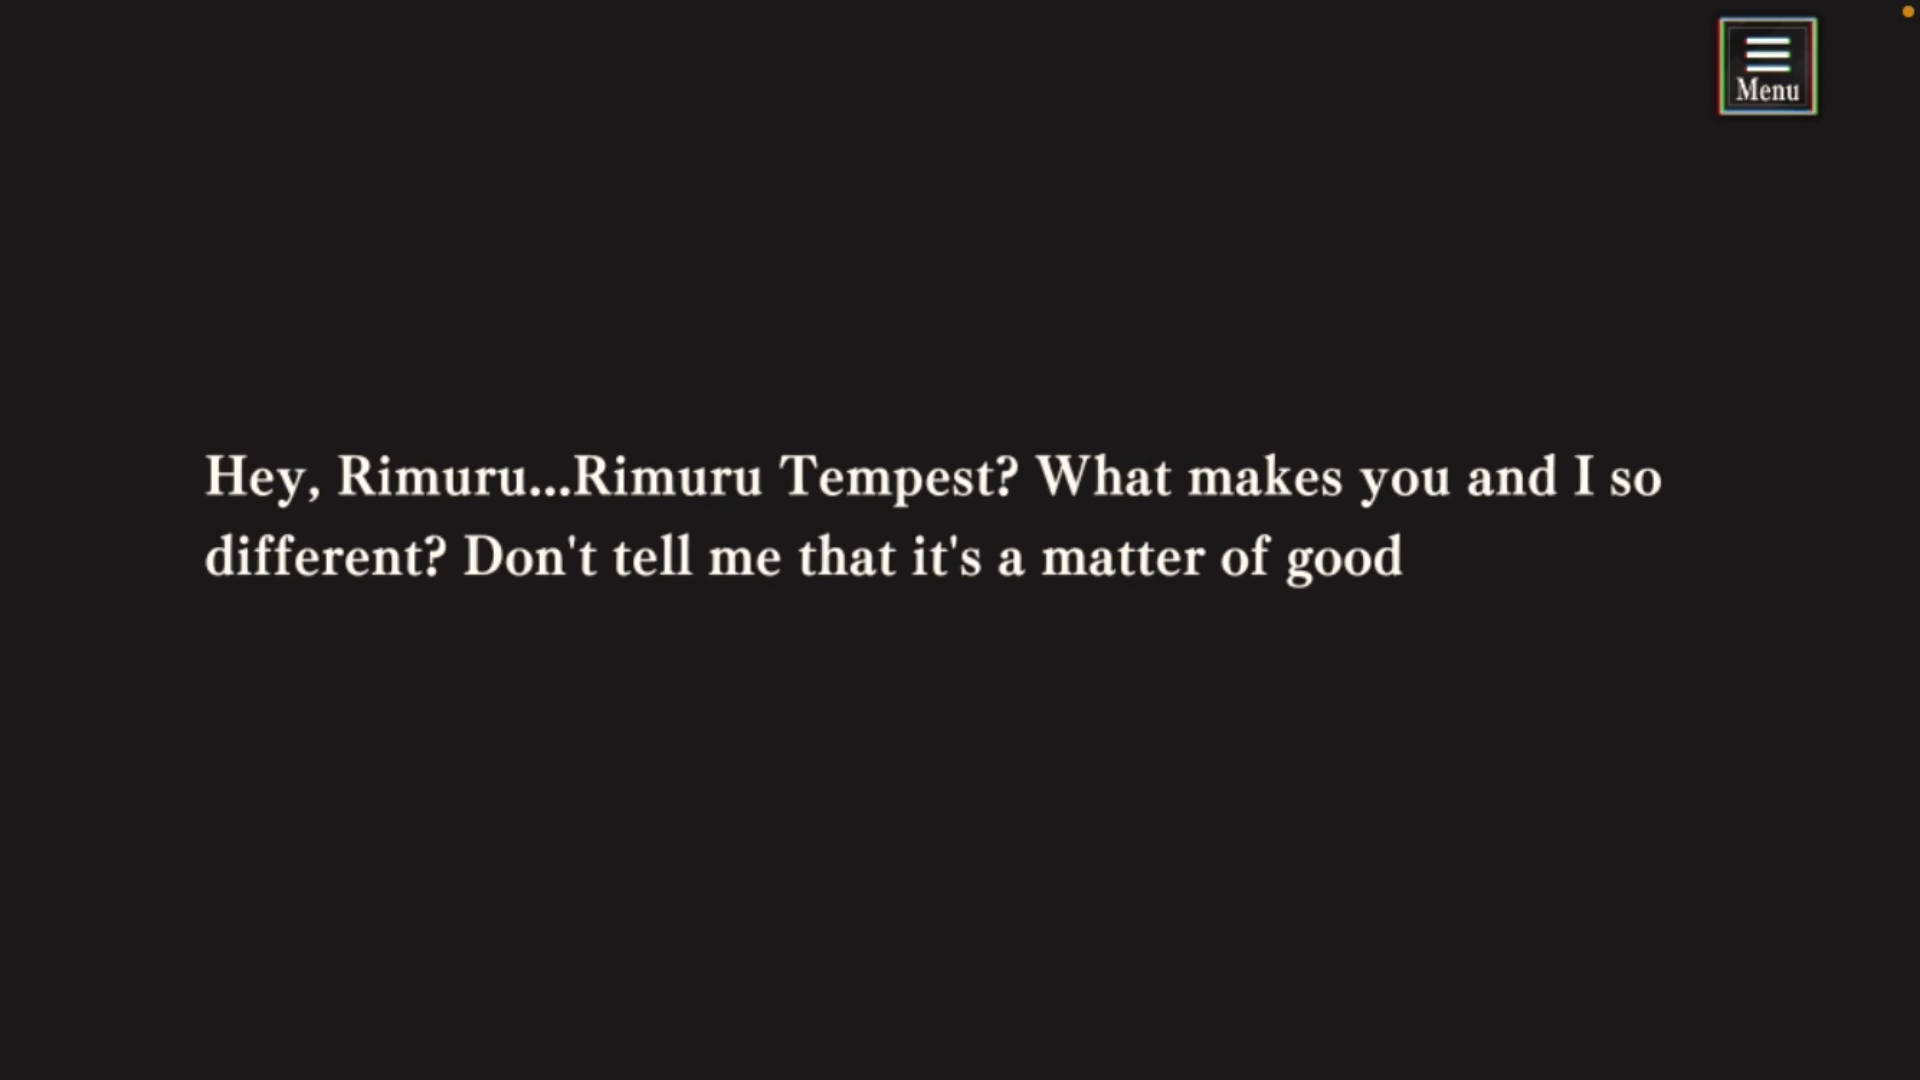 Menu
Hey, Rimuru...Rimuru Tempest? What makes you and I so
different? Don't tell me that it's a matter of good